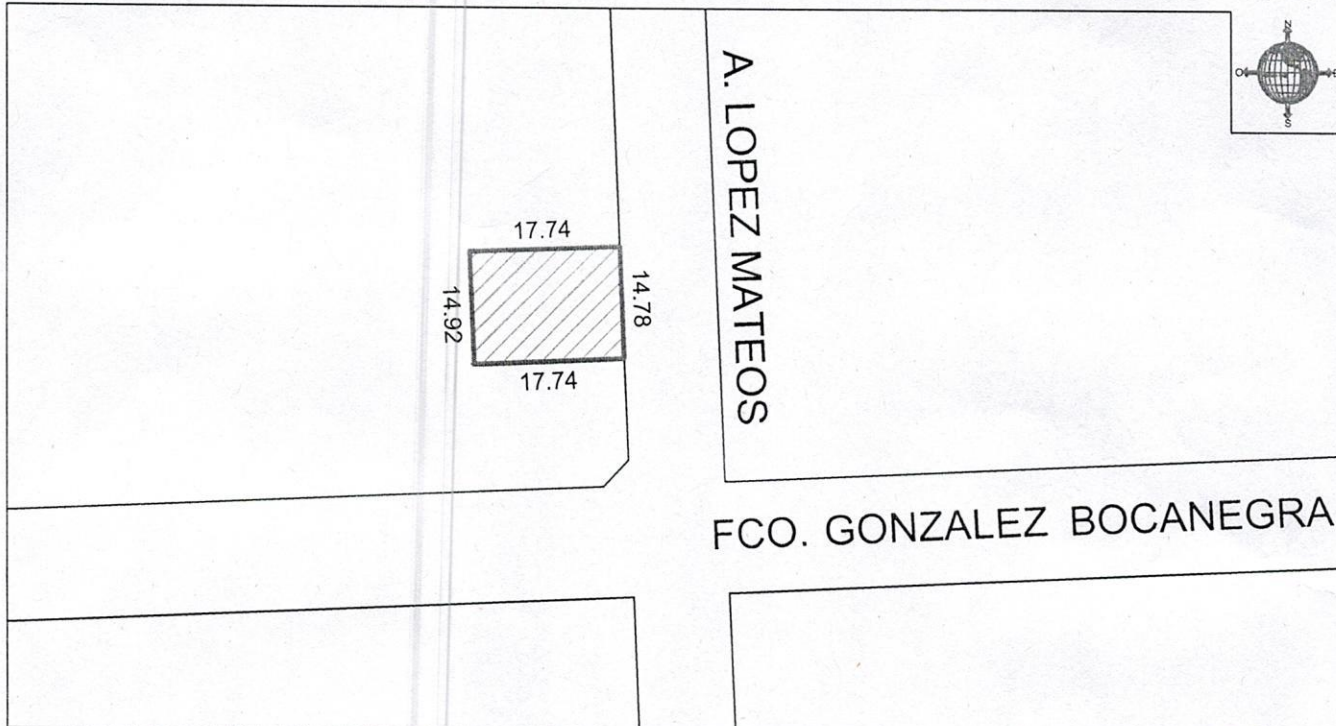 N
O
E
S
A. LOPEZ MATEOS
17.74
14.78
14.92
17.74
FCO. GONZALEZ BOCANEGRA